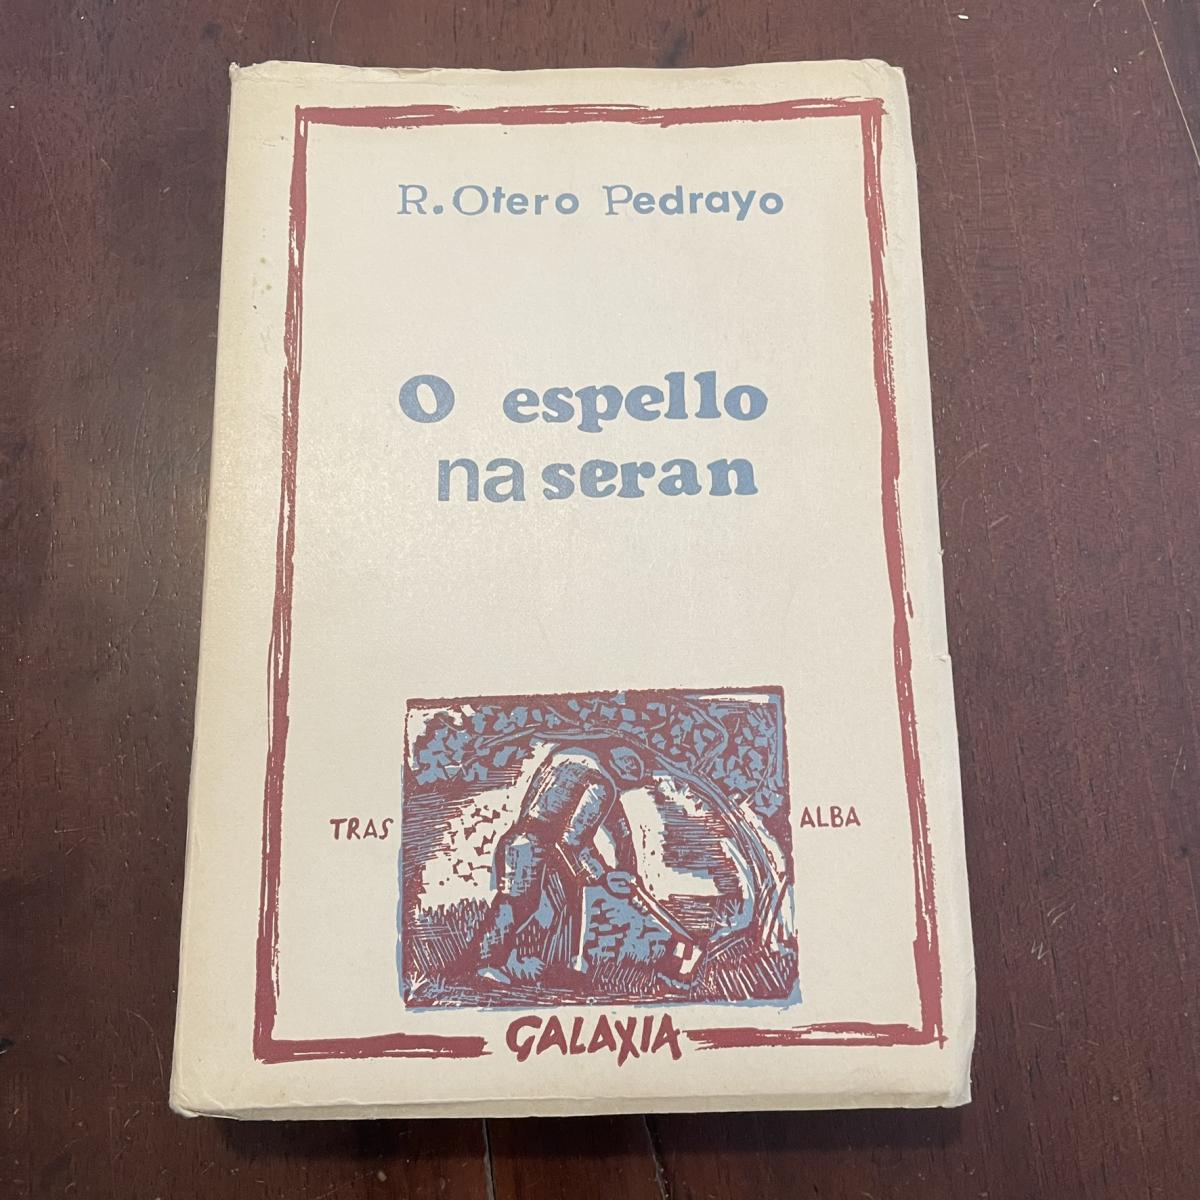 R. Otero Pedrayo
O espello
na seran
TRAS ALBA
GALAXIA